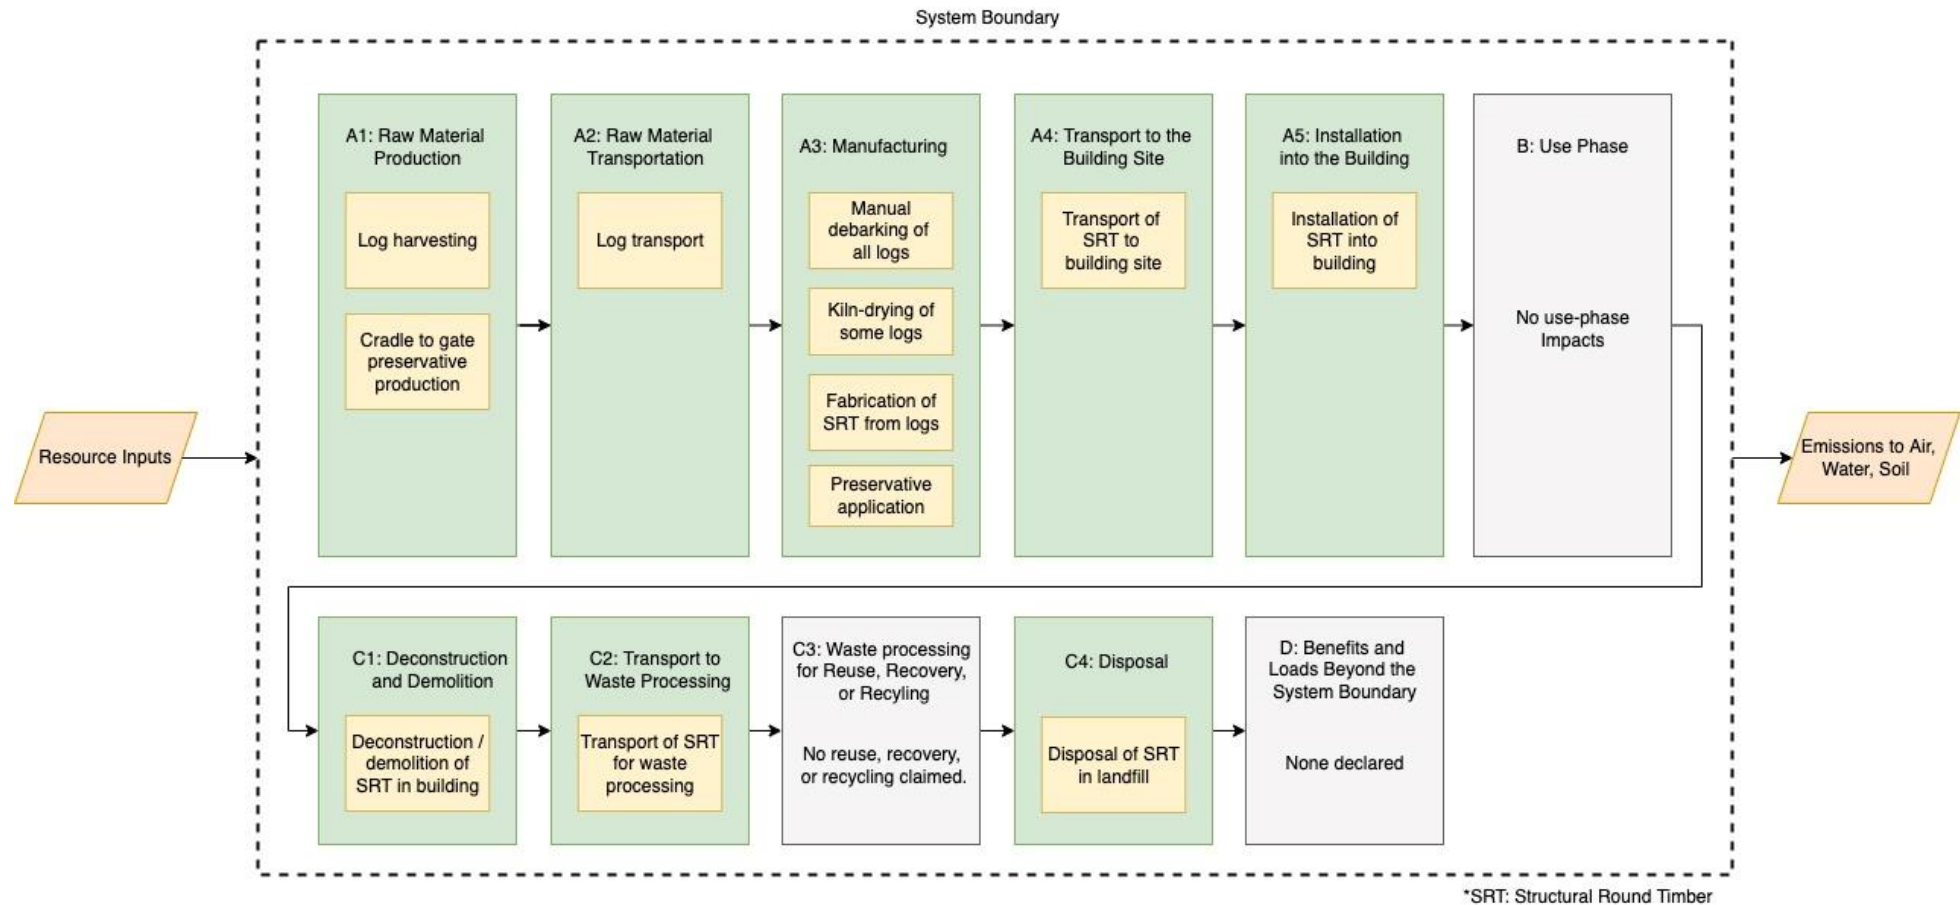 System Boundary
A1: Raw Material
Production
Log harvesting
Cradle to gate
preservative
production
A2: Raw Material
Transportation
Log transport
A3: Manufacturing
Manual
debarking of
all logs
Kiln-drying of
some logs
Fabrication of
SRT from logs
Preservative
application
A4: Transport to the
Building Site
Transport of
SRT to
building site
A5: Installation
into the Building
Installation of
SRT into
building
B: Use Phase
No use-phase
Impacts
Resource Inputs
Emissions to Air,
Water, Soil
C1: Deconstruction
and Demolition
Deconstruction /
demolition of
SRT in building
C2: Transport to
Waste Processing
Transport of SRT
for waste
processing
C3: Waste processing
for Reuse, Recovery,
or Recyling
No reuse, recovery,
or recycling claimed.
C4: Disposal
Disposal of SRT
in landfill
D: Benefits and
Loads Beyond the
System Boundary
None declared
*SRT: Structural Round Timber